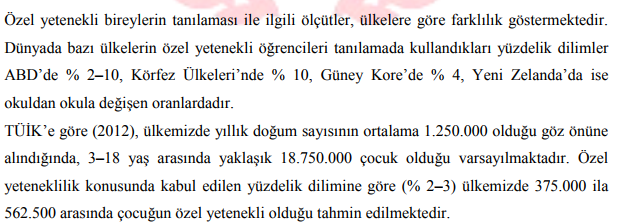 Özel yetenekli bireylerin tanılaması ile ilgili ölçütler, ülkelere göre farklılık göstermektedir.
Dünyada bazı ülkelerin özel yetenekli öğrencileri tanılamada kullandıkları yüzdelik dilimler
ABD’de % 2–10, Körfez Ülkeleri’nde % 10, Güney Kore’de % 4, Yeni Zelanda’da ise
okuldan okula değişen oranlardadır.
TÜİK’e göre (2012), ülkemizde yıllık doğum sayısının ortalama 1.250.000 olduğu göz önüne
alındığında, 3–18 yaş arasında yaklaşık 18.750.000 çocuk olduğu varsayılmaktadır. Özel
yeteneklilik konusunda kabul edilen yüzdelik dilimine göre (% 2–3) ülkemizde 375.000 ila
562.500 arasında çocuğun özel yetenekli olduğu tahmin edilmektedir.